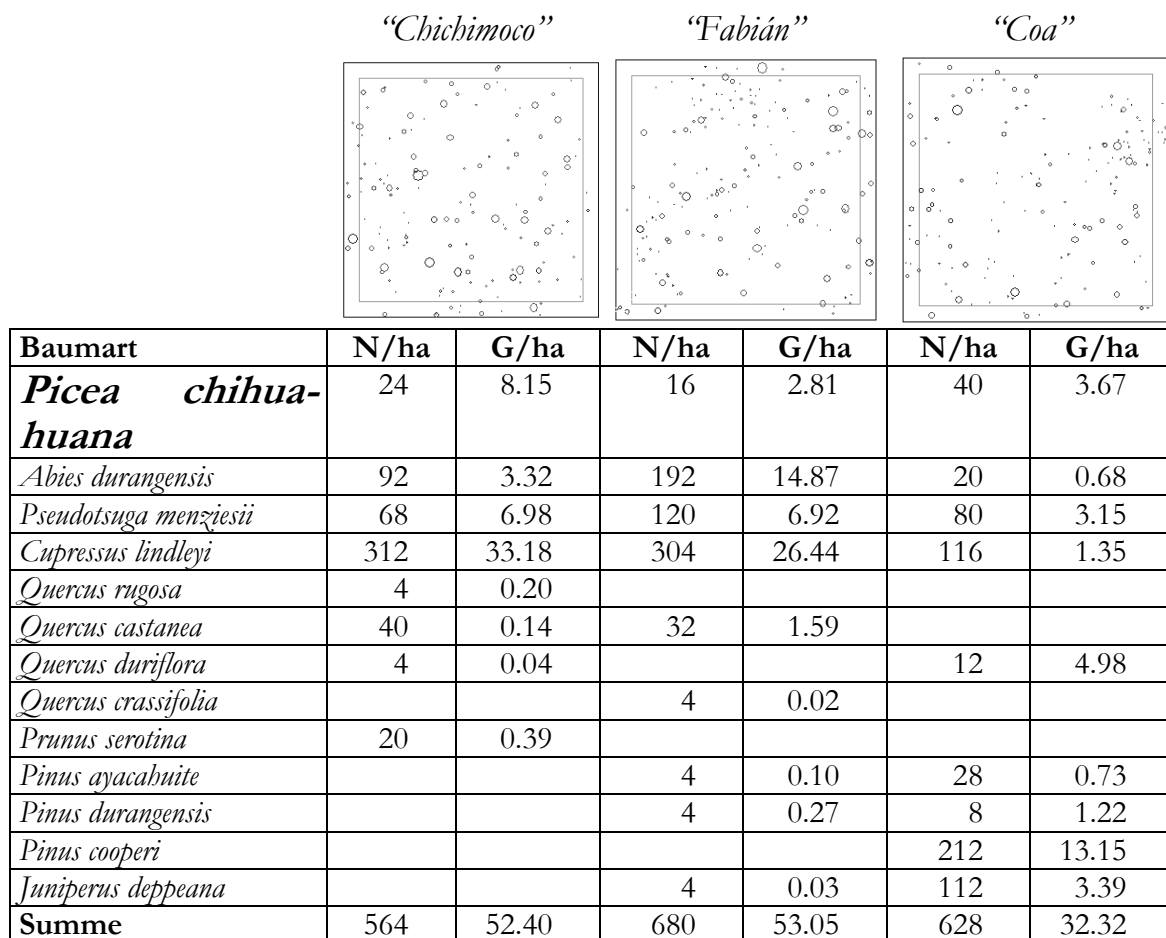 “Chichimoco” “Fabián” “Coa”
Baumart N/ha G/ha N/ha G/ha N/ha G/ha
Picea chihua- 24 8.15 16 2.81 40 3.67
huana
Abies durangensis 92 3.32 192 14.87 20 0.68
Pseudotsuga menziesii 68 6.98 120 6.92 80 3.15
Cupressus lindleyi 312 33.18 304 26.44 116 1.35
Quercus rugosa 4 0.20
Quercus castanea 40 0.14 32 1.59
Quercus duriflora 4 0.04 12 4.98
Quercus crassifolia 4 0.02
Prunus serotina 20 0.39
Pinus ayacahuite 4 0.10 28 0.73
Pinus durangensis 4 0.27 8 1.22
Pinus cooperi 212 13.15
Juniperus deppeana 4 0.03 112 3.39
Summe 564 52.40 680 53.05 628 32.32